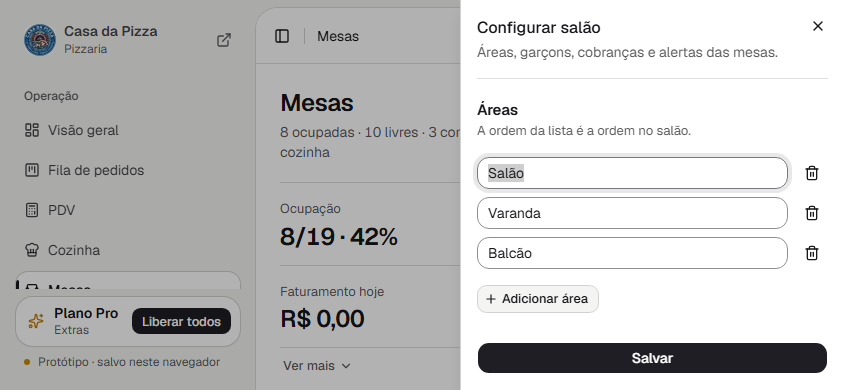 Casa da Pizza
Pizzaria
Operação
Visão geral
Fila de pedidos
PDV
Cozinha
Mesas
Plano Pro
Extras
Liberar todos
Protótipo · salvo neste navegador
Mesas
Mesas
8 ocupadas · 10 livres · 3 con
cozinha
Ocupação
8/19 · 42%
Faturamento hoje
R$ 0,00
Ver mais
Configurar salão
Áreas, garçons, cobranças e alertas das mesas.
Áreas
A ordem da lista é a ordem no salão.
Salão
Varanda
Balcão
+ Adicionar área
Salvar